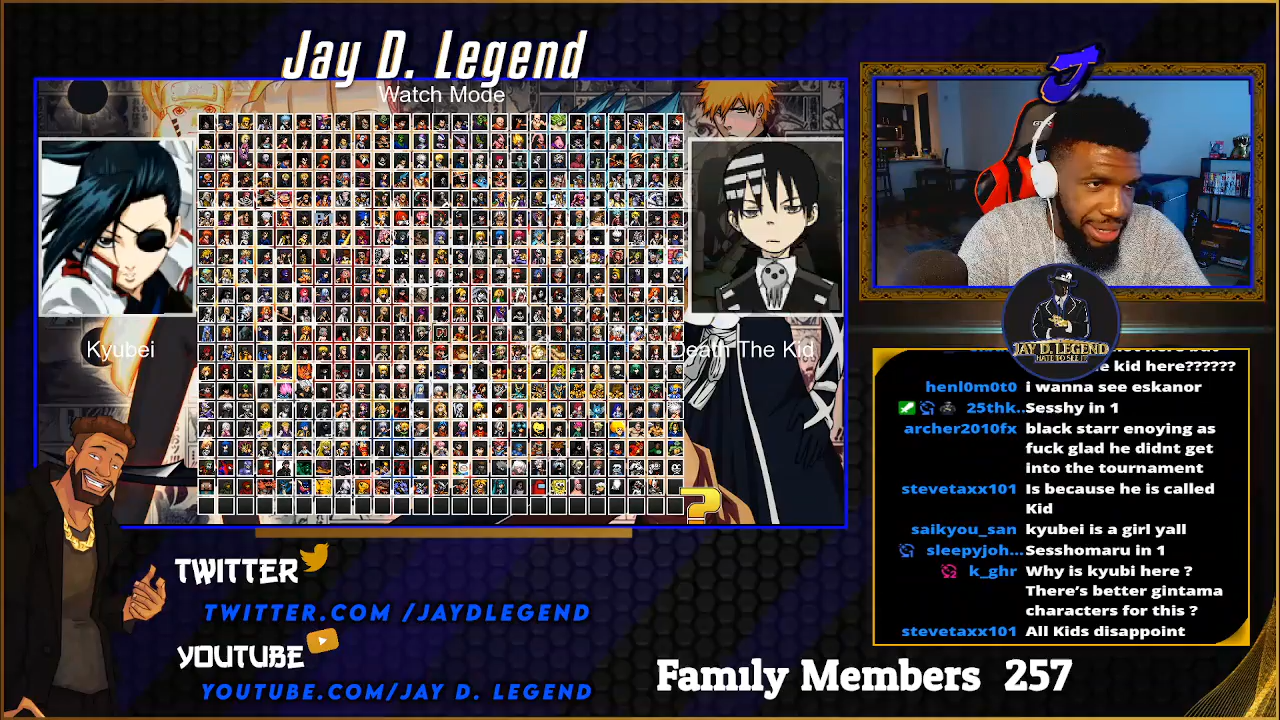 Jay D. Legend
Watch Mode
Kyubei
Death The Kid
?
J
JAY D. LEGEND
HATE TO SEE IT
kid here??????
henl0m0t0 i wanna see eskanor
25thk.. Sesshy in 1
archer2010fx black starr enoying as
fuck glad he didnt get
into the tournament
stevetaxx101 Is because he is called
Kid
saikyou_san kyubei is a girl yall
sleepyjoh... Sesshomaru in 1
k_ghr Why is kyubi here ?
There's better gintama
characters for this ?
stevetaxx101 All Kids disappoint
TWITTER
TWITTER.COM /JAYDLEGEND
YOUTUBE
YOUTUBE.COM/JAY D. LEGEND
Family Members 257